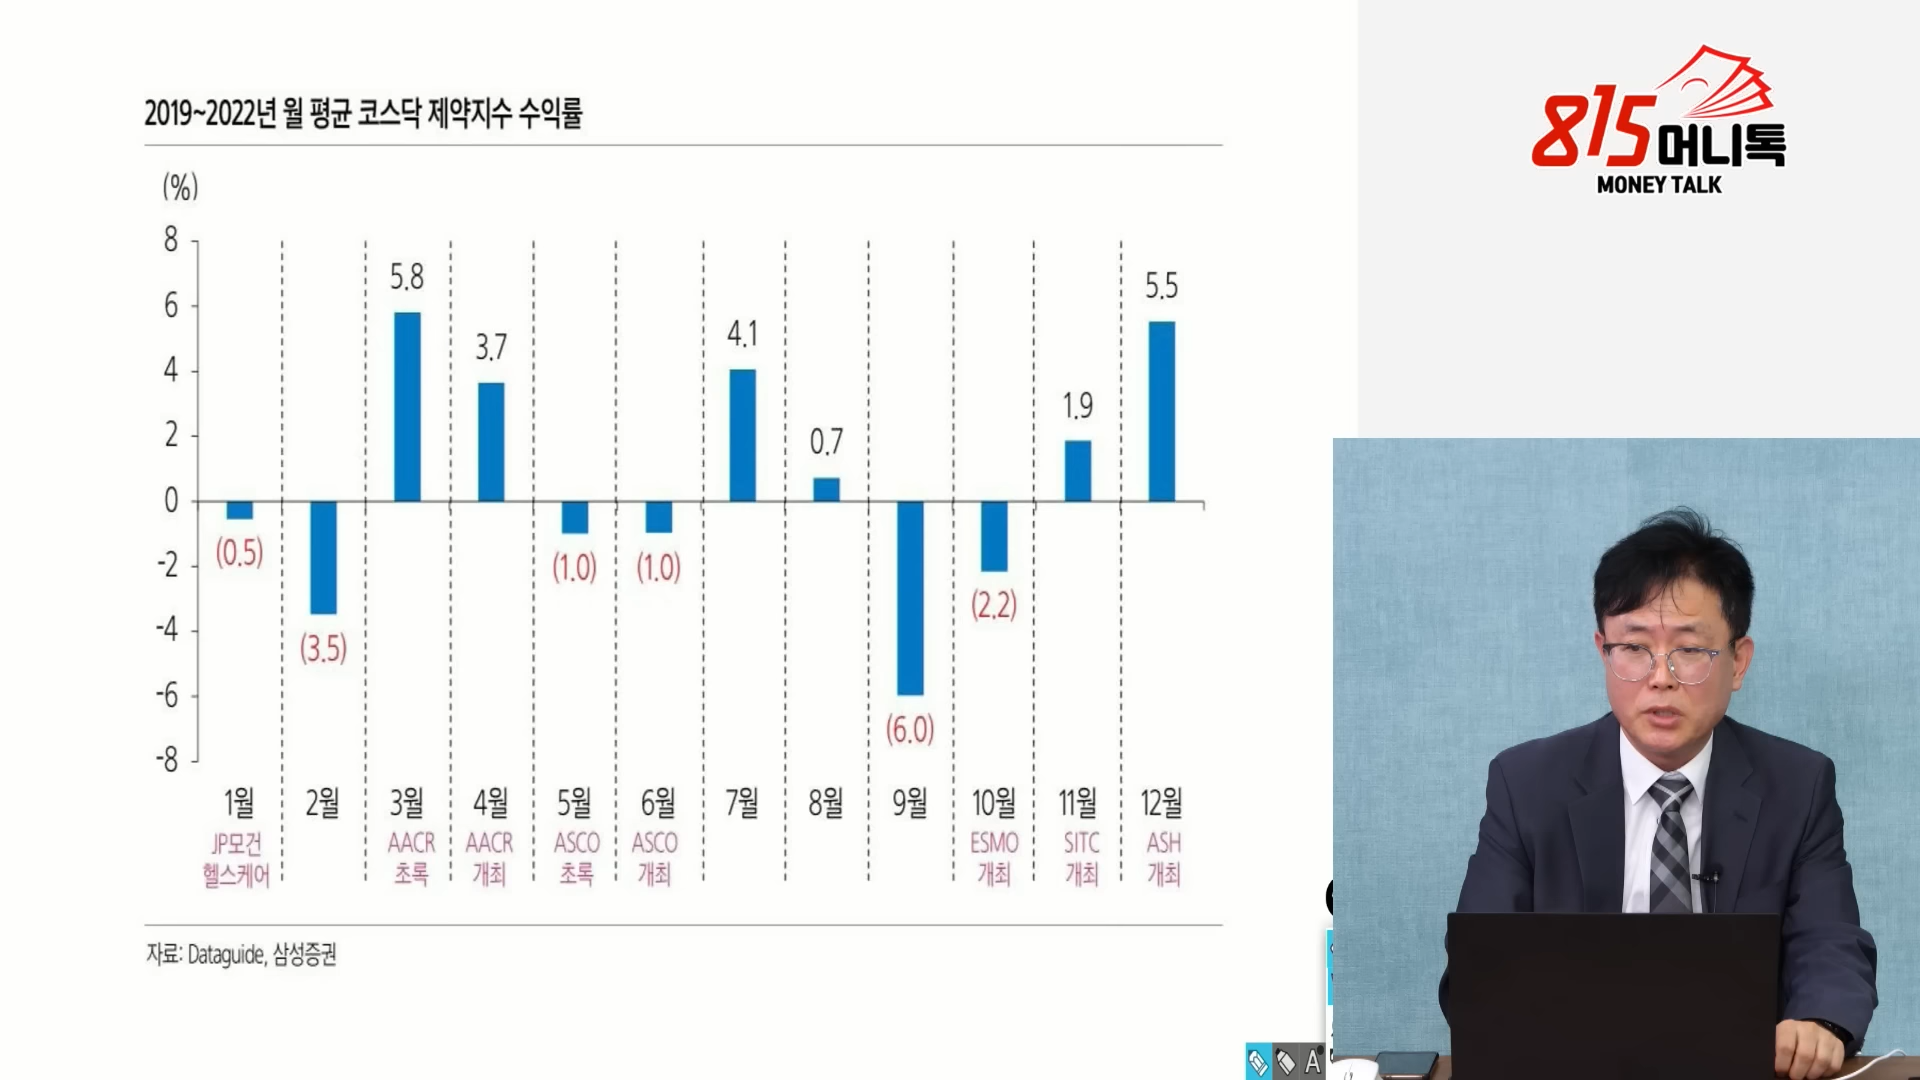 2019~2022년 월 평균 코스닥 제약지수 수익률
815머니톡
MONEY TALK
(%)
8
6
4
2
0
-2
-4
-6
-8
(0.5)
(3.5)
5.8
3.7
(1.0)
(1.0)
4.1
0.7
(6.0)
(2.2)
1.9
5.5
1월 2월 3월 4월 5월 6월 7월 8월 9월 10월 11월 12월
JP모건 AACR AACR ASCO ASCO ESMO SITC ASH
헬스케어 초록 개최 초록 개최 개최 개최 개최
자료: Dataguide, 삼성증권
A